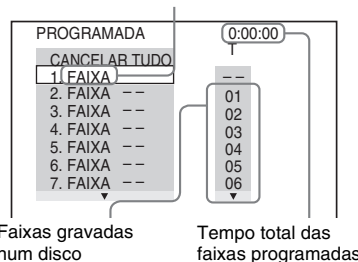 PROGRAMADA 0:00:00
T
CANCELAR TUDO
1. FAIXA – –
2. FAIXA – – 01
3. FAIXA – – 02
4. FAIXA – – 03
5. FAIXA – – 04
6. FAIXA – – 05
7. FAIXA – – 06
Faixas gravadas
num disco
Tempo total das
faixas programadas